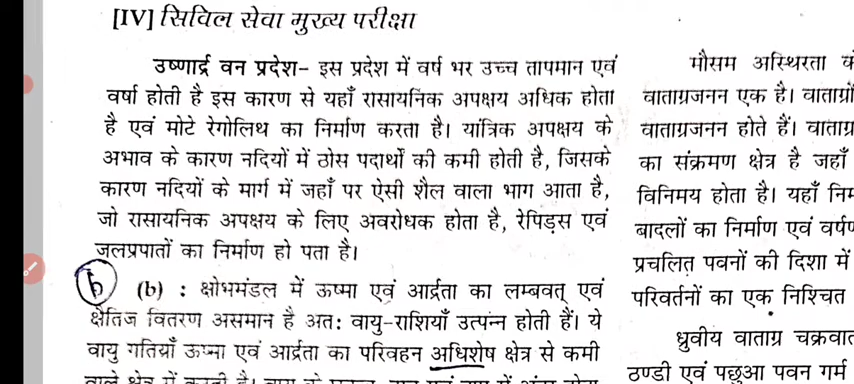 [IV] सिविल सेवा मुख्य परीक्षा
उष्णार्द्र वन प्रदेश- इस प्रदेश में वर्ष भर उच्च तापमान एवं
वर्षा होती है इस कारण से यहाँ रासायनिक अपक्षय अधिक होता
है एवं मोटे रेगोलिथ का निर्माण करता है। यांत्रिक अपक्षय के
अभाव के कारण नदियों में ठोस पदार्थों की कमी होती है, जिसके
कारण नदियों के मार्ग में जहाँ पर ऐसी शैल वाला भाग आता है,
जो रासायनिक अपक्षय के लिए अवरोधक होता है, रेपिड्स एवं
जलप्रपातों का निर्माण हो पता है।
b (b) : क्षोभमंडल में ऊष्मा एवं आर्द्रता का लम्बवत् एवं
क्षैतिज वितरण असमान है अत: वायु-राशियाँ उत्पन्न होती हैं। ये
वायु गतियाँ ऊष्मा एवं आर्द्रता का परिवहन अधिशेष क्षेत्र से कमी
मौसम अस्थिरता
वाताग्रजनन एक है।
वाताग्रजनन होते हैं।
का संक्रमण क्षेत्र है जहाँ
विनिमय होता है। यहाँ
बादलों का निर्माण एवं
प्रचलित पवनों की दिशा में
परिवर्तनों का एक निश्चित
ध्रुवीय वाताग्र
ठण्डी एवं पछुआ पवन गर्म